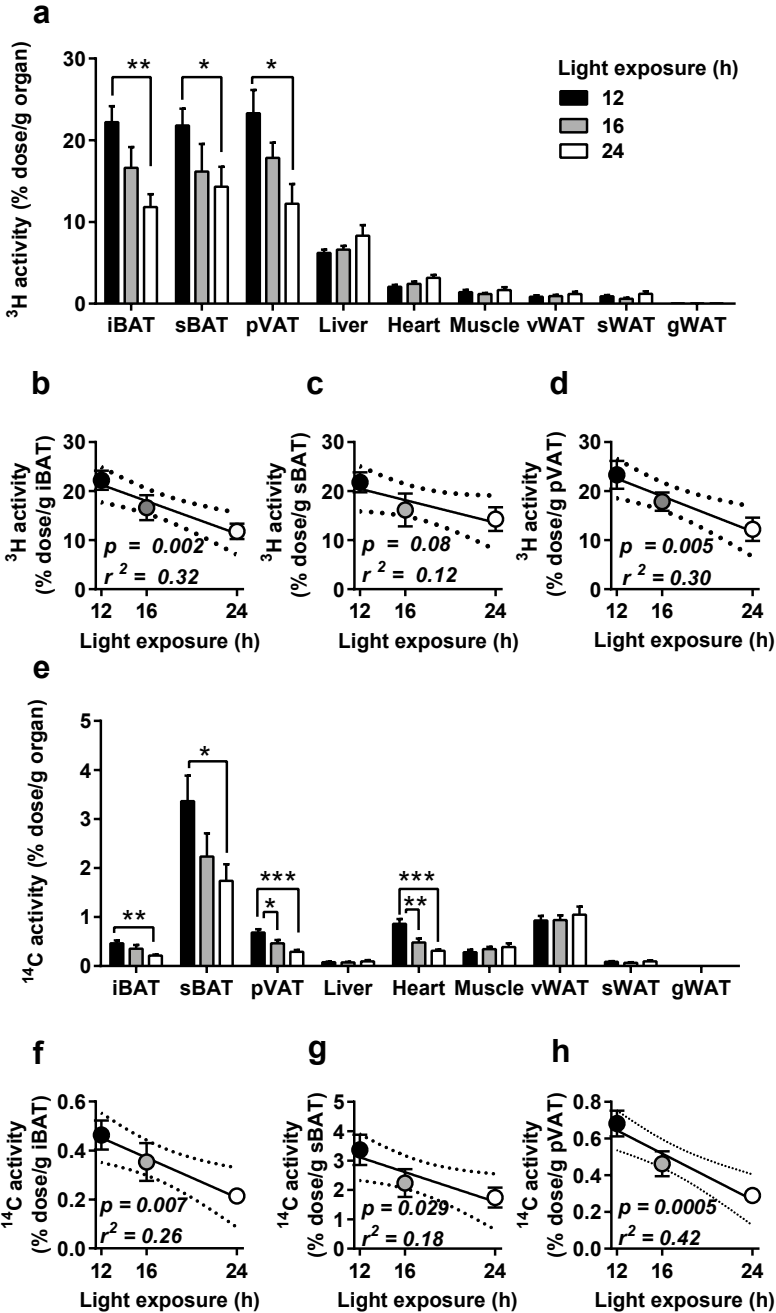 a
³H activity (% dose/g organ)
30
20
10
0
** * *
Light exposure (h)
12
16
24
iBAT sBAT pVAT Liver Heart Muscle vWAT sWAT gWAT
b
³H activity
(% dose/g iBAT)
30
20
10
0
p = 0.002
r² = 0.32
12 16 24
Light exposure (h)
c
³H activity
(% dose/g sBAT)
30
20
10
0
p = 0.08
r² = 0.12
12 16 24
Light exposure (h)
d
³H activity
(% dose/g pVAT)
30
20
10
0
p = 0.005
r² = 0.30
12 16 24
Light exposure (h)
e
¹⁴C activity (% dose/g organ)
5
4
3
2
1
0
**
*
***
*
***
**
iBAT sBAT pVAT Liver Heart Muscle vWAT sWAT gWAT
f
¹⁴C activity
(% dose/g iBAT)
0.6
0.4
0.2
0.0
p = 0.007
r² = 0.26
12 16 24
Light exposure (h)
g
¹⁴C activity
(% dose/g sBAT)
5
4
3
2
1
0
p = 0.029
r² = 0.18
12 16 24
Light exposure (h)
h
¹⁴C activity
(% dose/g pVAT)
0.8
0.6
0.4
0.2
0.0
p = 0.0005
r² = 0.42
12 16 24
Light exposure (h)